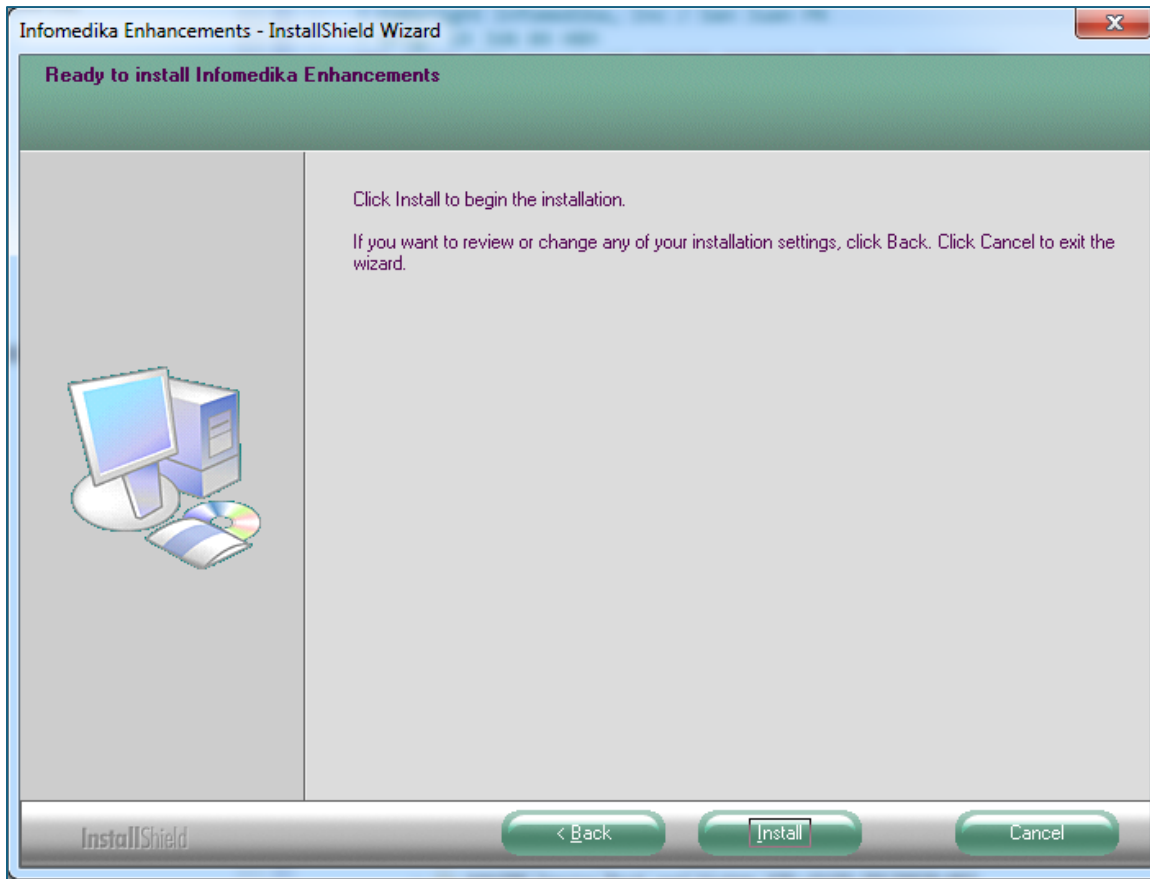 Infomedika Enhancements - InstallShield Wizard
Ready to install Infomedika Enhancements
Click Install to begin the installation.
If you want to review or change any of your installation settings, click Back. Click Cancel to exit the
wizard.
InstallShield
< Back
Install
Cancel